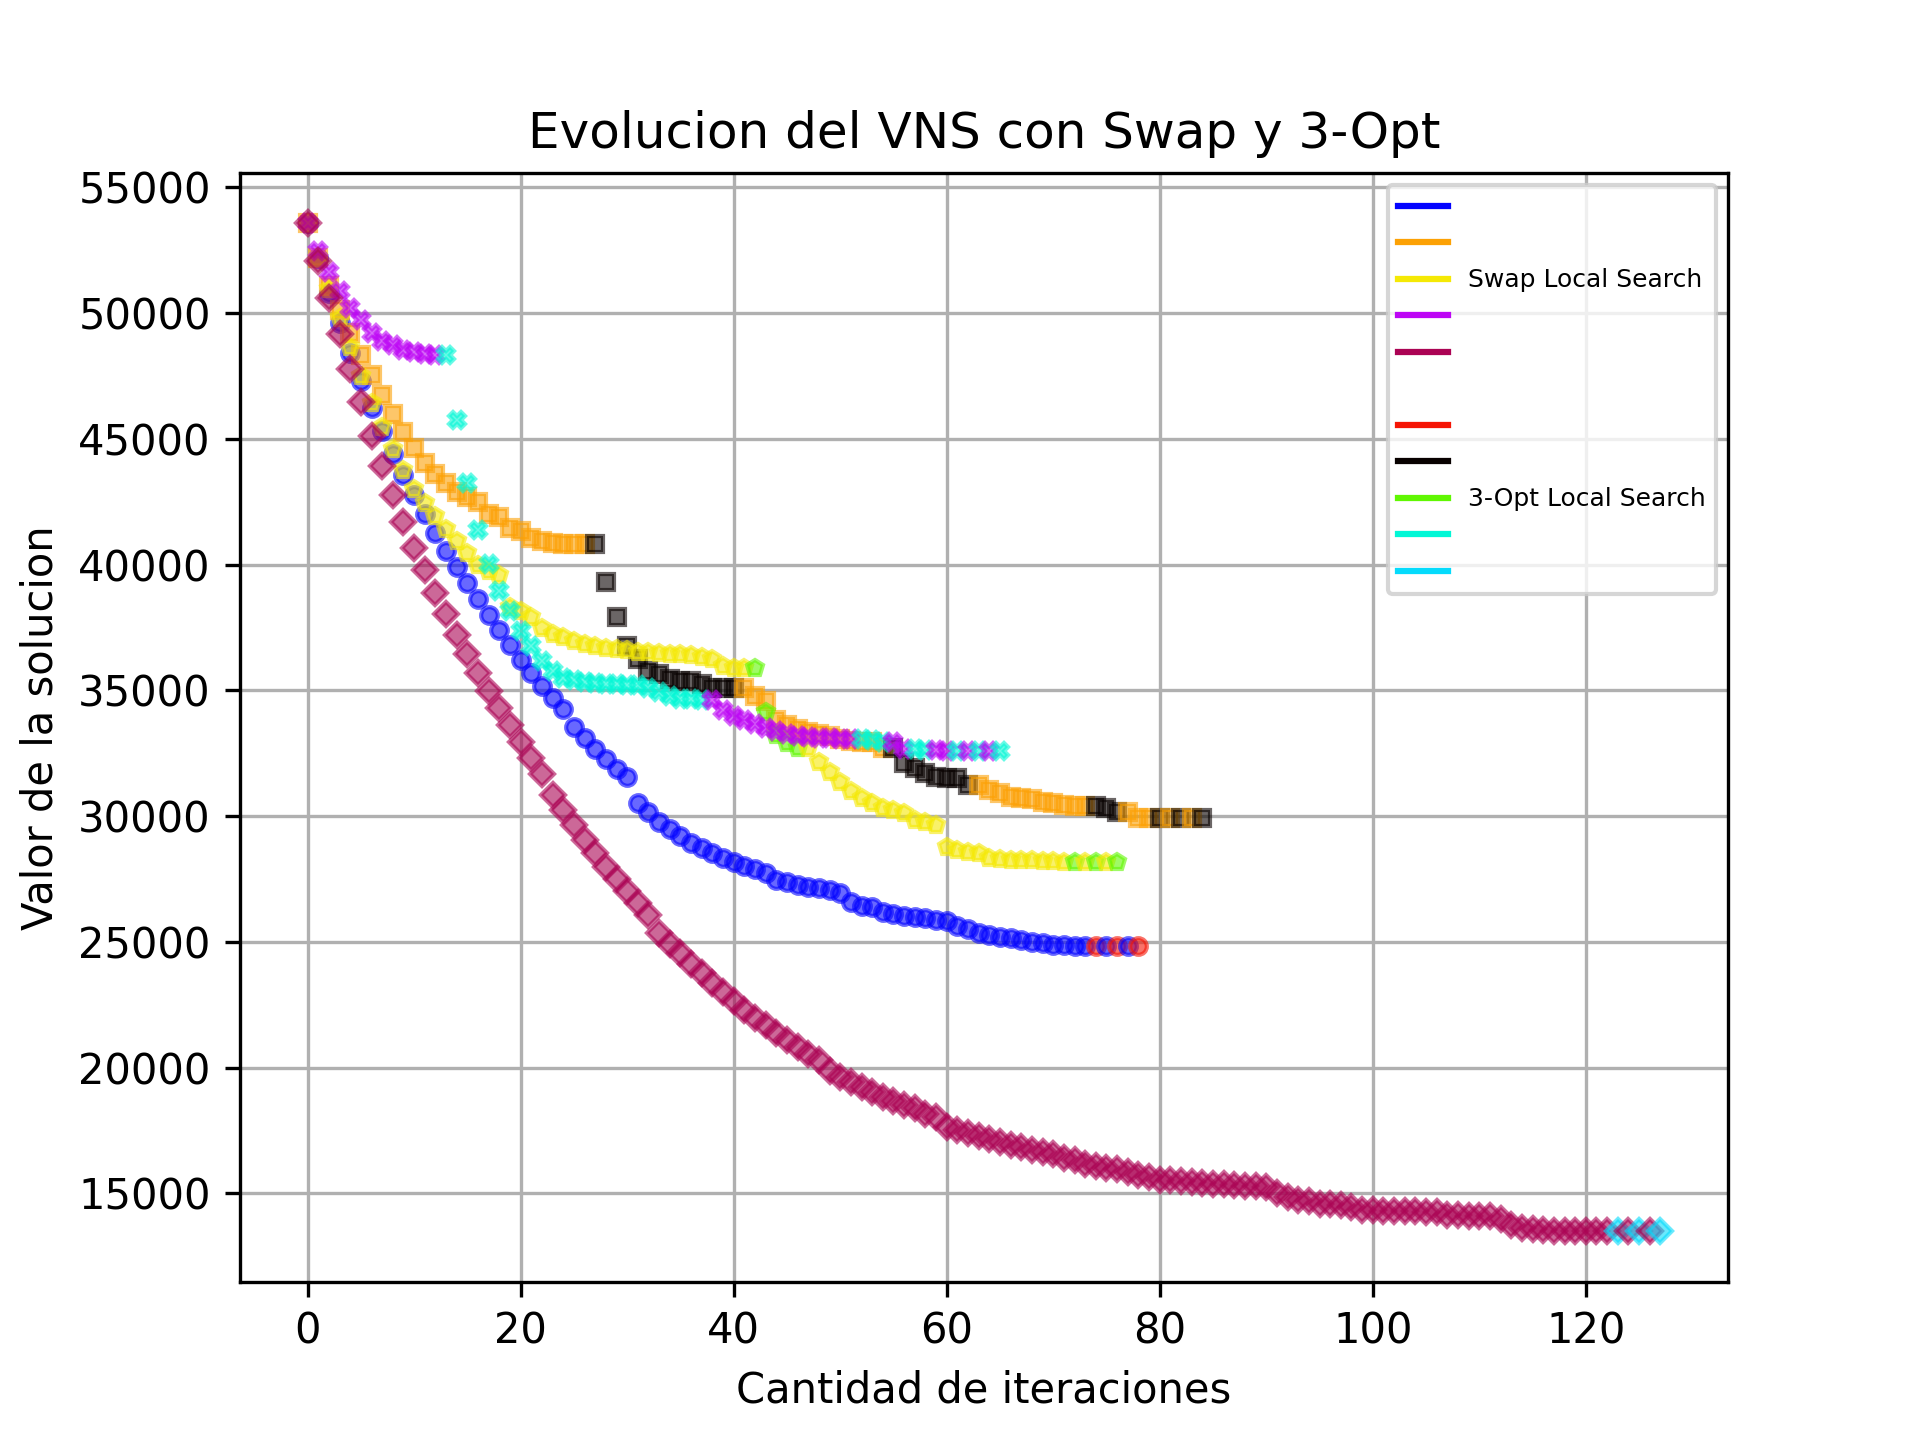 Evolucion del VNS con Swap y 3-Opt
55000
50000
45000
40000
35000
30000
25000
20000
15000
Valor de la solucion
Swap Local Search
3-Opt Local Search
0 20 40 60 80 100 120
Cantidad de iteraciones